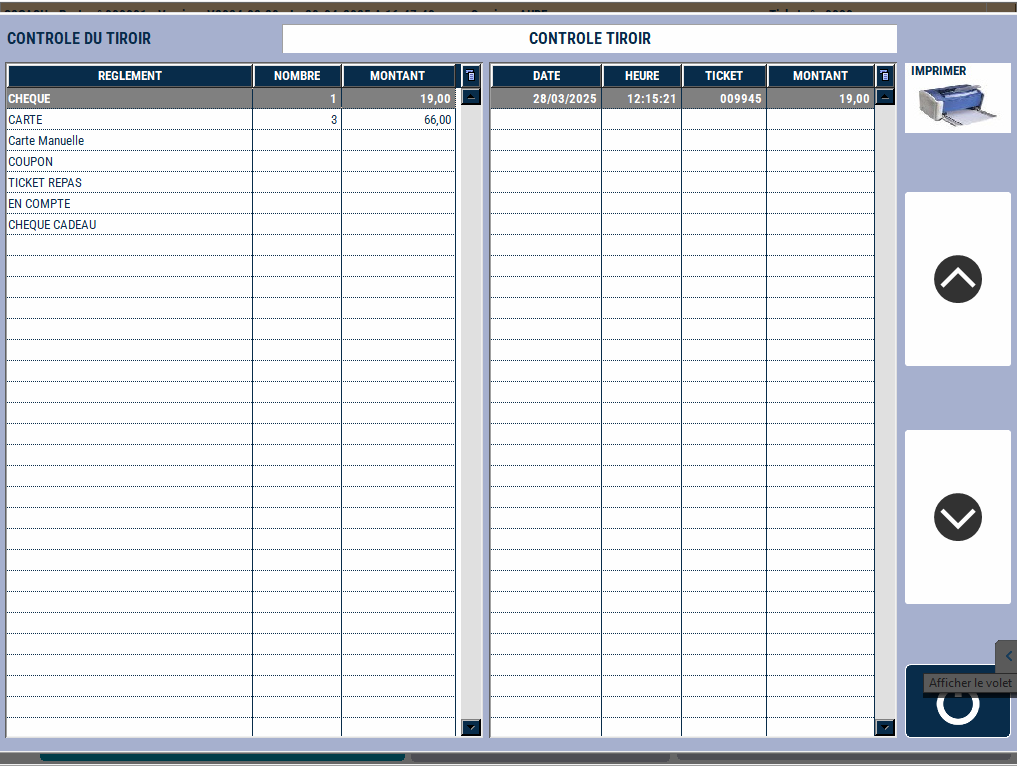 CONTROLE DU TIROIR
CONTROLE TIROIR
REGLEMENT NOMBRE MONTANT
CHEQUE 1 19,00
CARTE 3 66,00
Carte Manuelle
COUPON
TICKET REPAS
EN COMPTE
CHEQUE CADEAU
DATE HEURE TICKET MONTANT
28/03/2025 12:15:21 009945 19,00
IMPRIMER
Afficher le volet